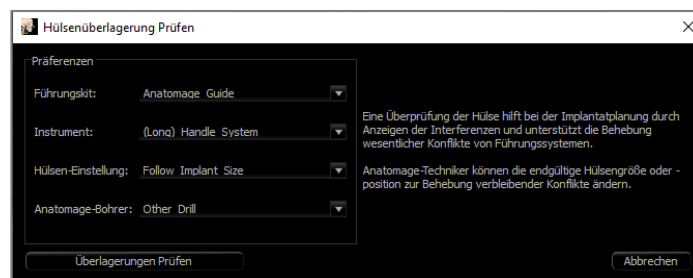 Hülsenüberlagerung Prüfen
Präferenzen
Führungskit: Anatomage Guide
Instrument: (Long) Handle System
Hülsen-Einstellung: Follow Implant Size
Anatomage-Bohrer: Other Drill
Eine Überprüfung der Hülse hilft bei der Implantatplanung durch
Anzeigen der Interferenzen und unterstützt die Behebung
wesentlicher Konflikte von Führungssystemen.
Anatomage-Techniker können die endgültige Hülsengröße oder -
position zur Behebung verbleibender Konflikte ändern.
Überlagerungen Prüfen
Abbrechen